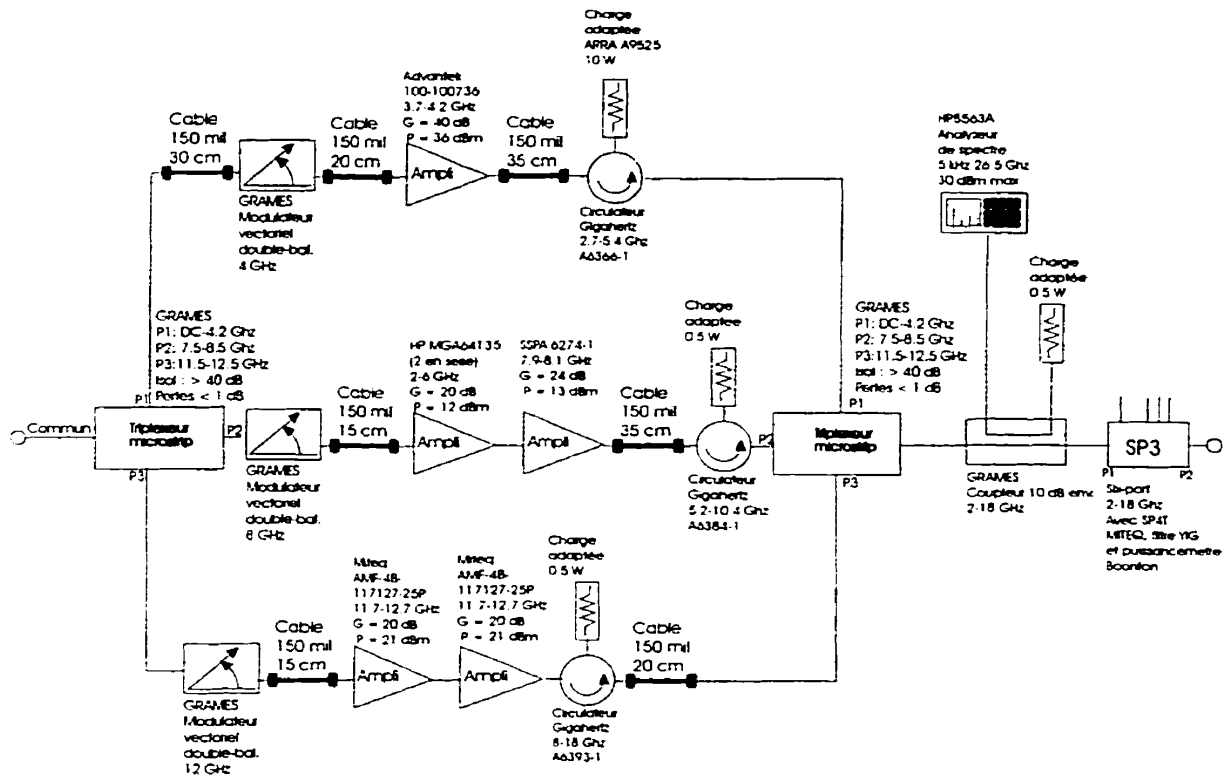 Charge
adaptée
ARRA A9525
10 W
Advantek
100-100736
3.7-4.2 GHz
G = 40 dB
P = 36 dBm
Cable
150 mil
30 cm
Cable
150 mil
20 cm
Cable
150 mil
35 cm
Ampli
GRAMES
Modulateur
vectoriel
double-bal.
4 GHz
Circulateur
Gigahertz
2.7-5.4 Ghz
A6366-1
HP8563A
Analyzeur
de spectre
5 kHz 26.5 Ghz
30 dBm max
Charge
adaptée
0.5 W
GRAMES
P1: DC-4.2 Ghz
P2: 7.5-8.5 Ghz
P3:11.5-12.5 GHz
Isol : > 40 dB
Pertes < 1 dB
P1
Commun
Triplexeur
microstrip
P2
P3
GRAMES
Modulateur
vectoriel
double-bal.
8 GHz
Cable
150 mil
15 cm
HP MGA64135
(2 en serie)
2-6 GHz
G = 20 dB
P = 12 dBm
Ampli
SSPA 6274-1
7.9-8.1 GHz
G = 24 dB
P = 13 dBm
Ampli
Cable
150 mil
35 cm
Charge
adaptée
0.5 W
Circulateur
Gigahertz
5.2-10.4 Ghz
A6384-1
GRAMES
P1: DC-4.2 Ghz
P2: 7.5-8.5 Ghz
P3:11.5-12.5 GHz
Isol : > 40 dB
Pertes < 1 dB
P1
P2
Triplexeur
microstrip
P3
GRAMES
Coupleur 10 dB
2-18 GHz
SP3
P1
P2
Six-port
2-18 GHz
Avec SP4T
MITEQ, filtre YIG
et puissancemetre
Boonton
GRAMES
Modulateur
vectoriel
double-bal.
12 GHz
Cable
150 mil
15 cm
Miteq
AMF-4B-
117127-25P
11.7-12.7 GHz
G = 20 dB
P = 21 dBm
Ampli
Miteq
AMF-4B-
117127-25P
11.7-12.7 GHz
G = 20 dB
P = 21 dBm
Ampli
Charge
adaptée
0.5 W
Circulateur
Gigahertz
8-18 Ghz
A6393-1
Cable
150 mil
20 cm